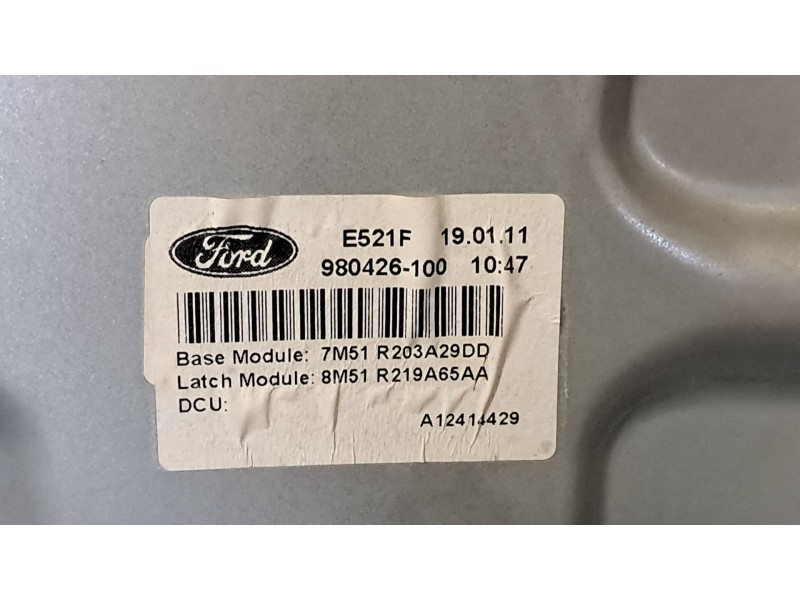 Ford E521F 19.01.11
980426-100 10:47
Base Module: 7M51 R203A29DD
Latch Module: 8M51 R219A65AA
DCU:
A12414429